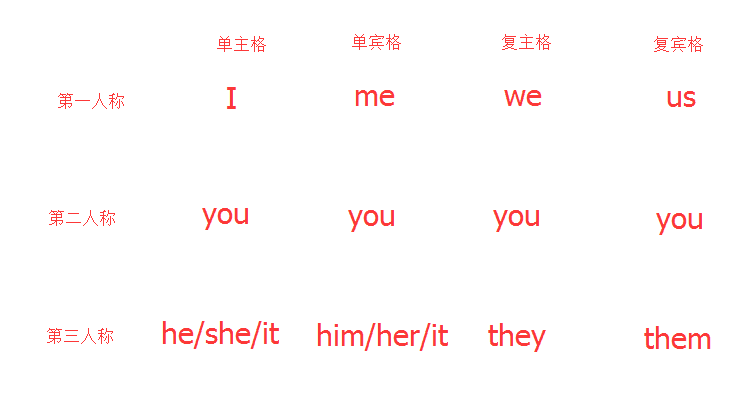 单主格 单宾格 复主格 复宾格
第一人称 I me we us
第二人称 you you you you
第三人称 he/she/it him/her/it they them